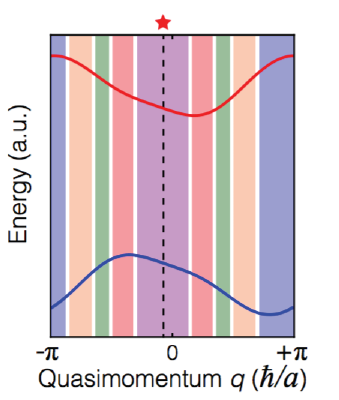 Energy (a.u.)
-π 0 +π
Quasimomentum q (ħ/a)